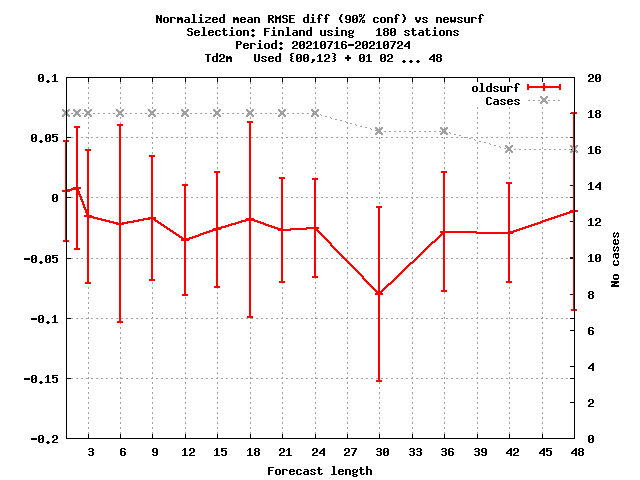 Normalized mean RMSE diff (90% conf) vs newsurf
Selection: Finland using   180 stations
Period: 20210716-20210724
Td2m   Used {00,12} + 01 02 ... 48
oldsurf
Cases
0.1
0.05
0
-0.05
-0.1
-0.15
-0.2
20
18
16
14
12
10
8
6
4
2
0
No cases
3 6 9 12 15 18 21 24 27 30 33 36 39 42 45 48
Forecast length